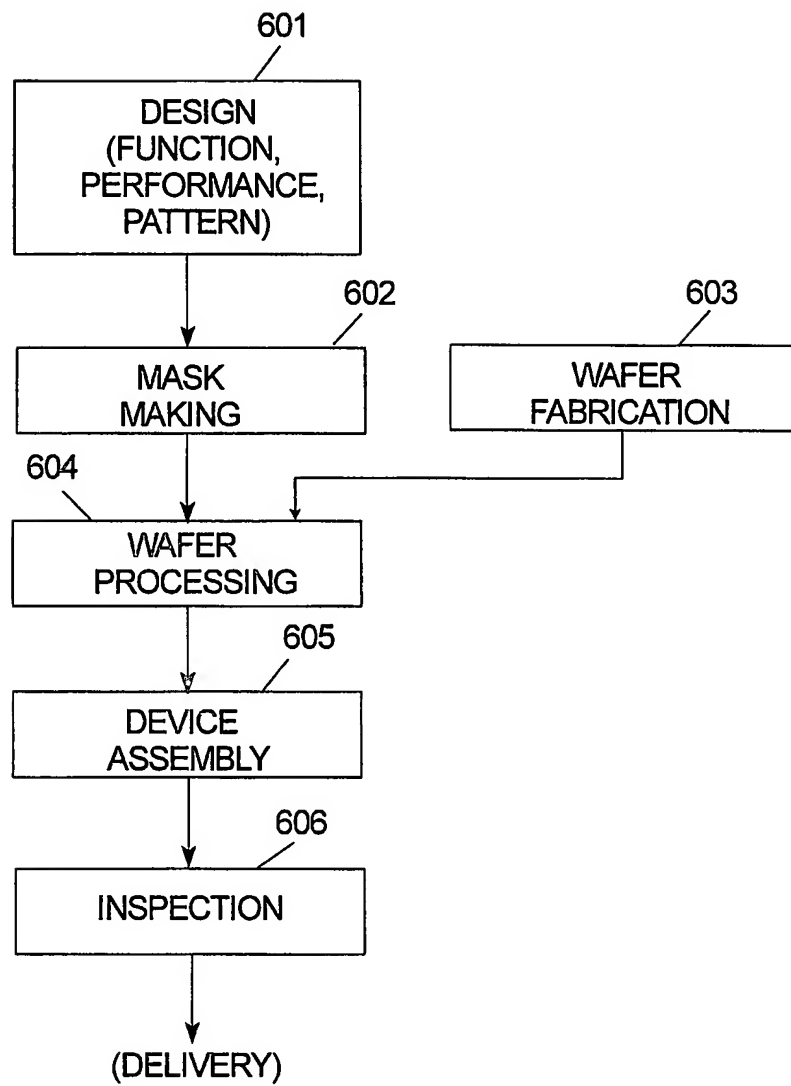 601
DESIGN
(FUNCTION,
PERFORMANCE,
PATTERN)
602
603
MASK
MAKING
WAFER
FABRICATION
604
WAFER
PROCESSING
605
DEVICE
ASSEMBLY
606
INSPECTION
(DELIVERY)